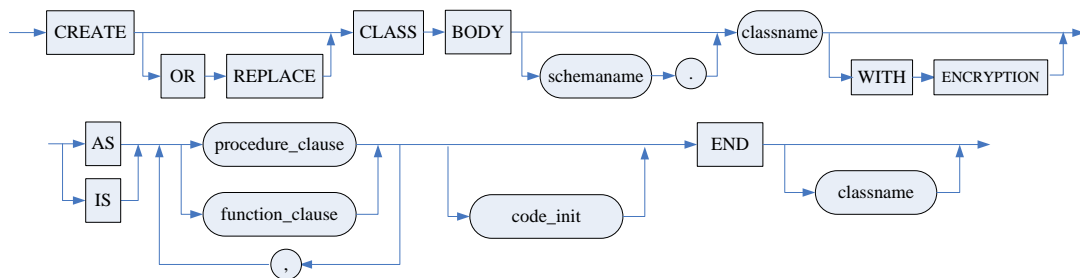 CREATE CLASS BODY classname
OR REPLACE schemaname . WITH ENCRYPTION
AS procedure_clause END
IS function_clause code_init classname
,